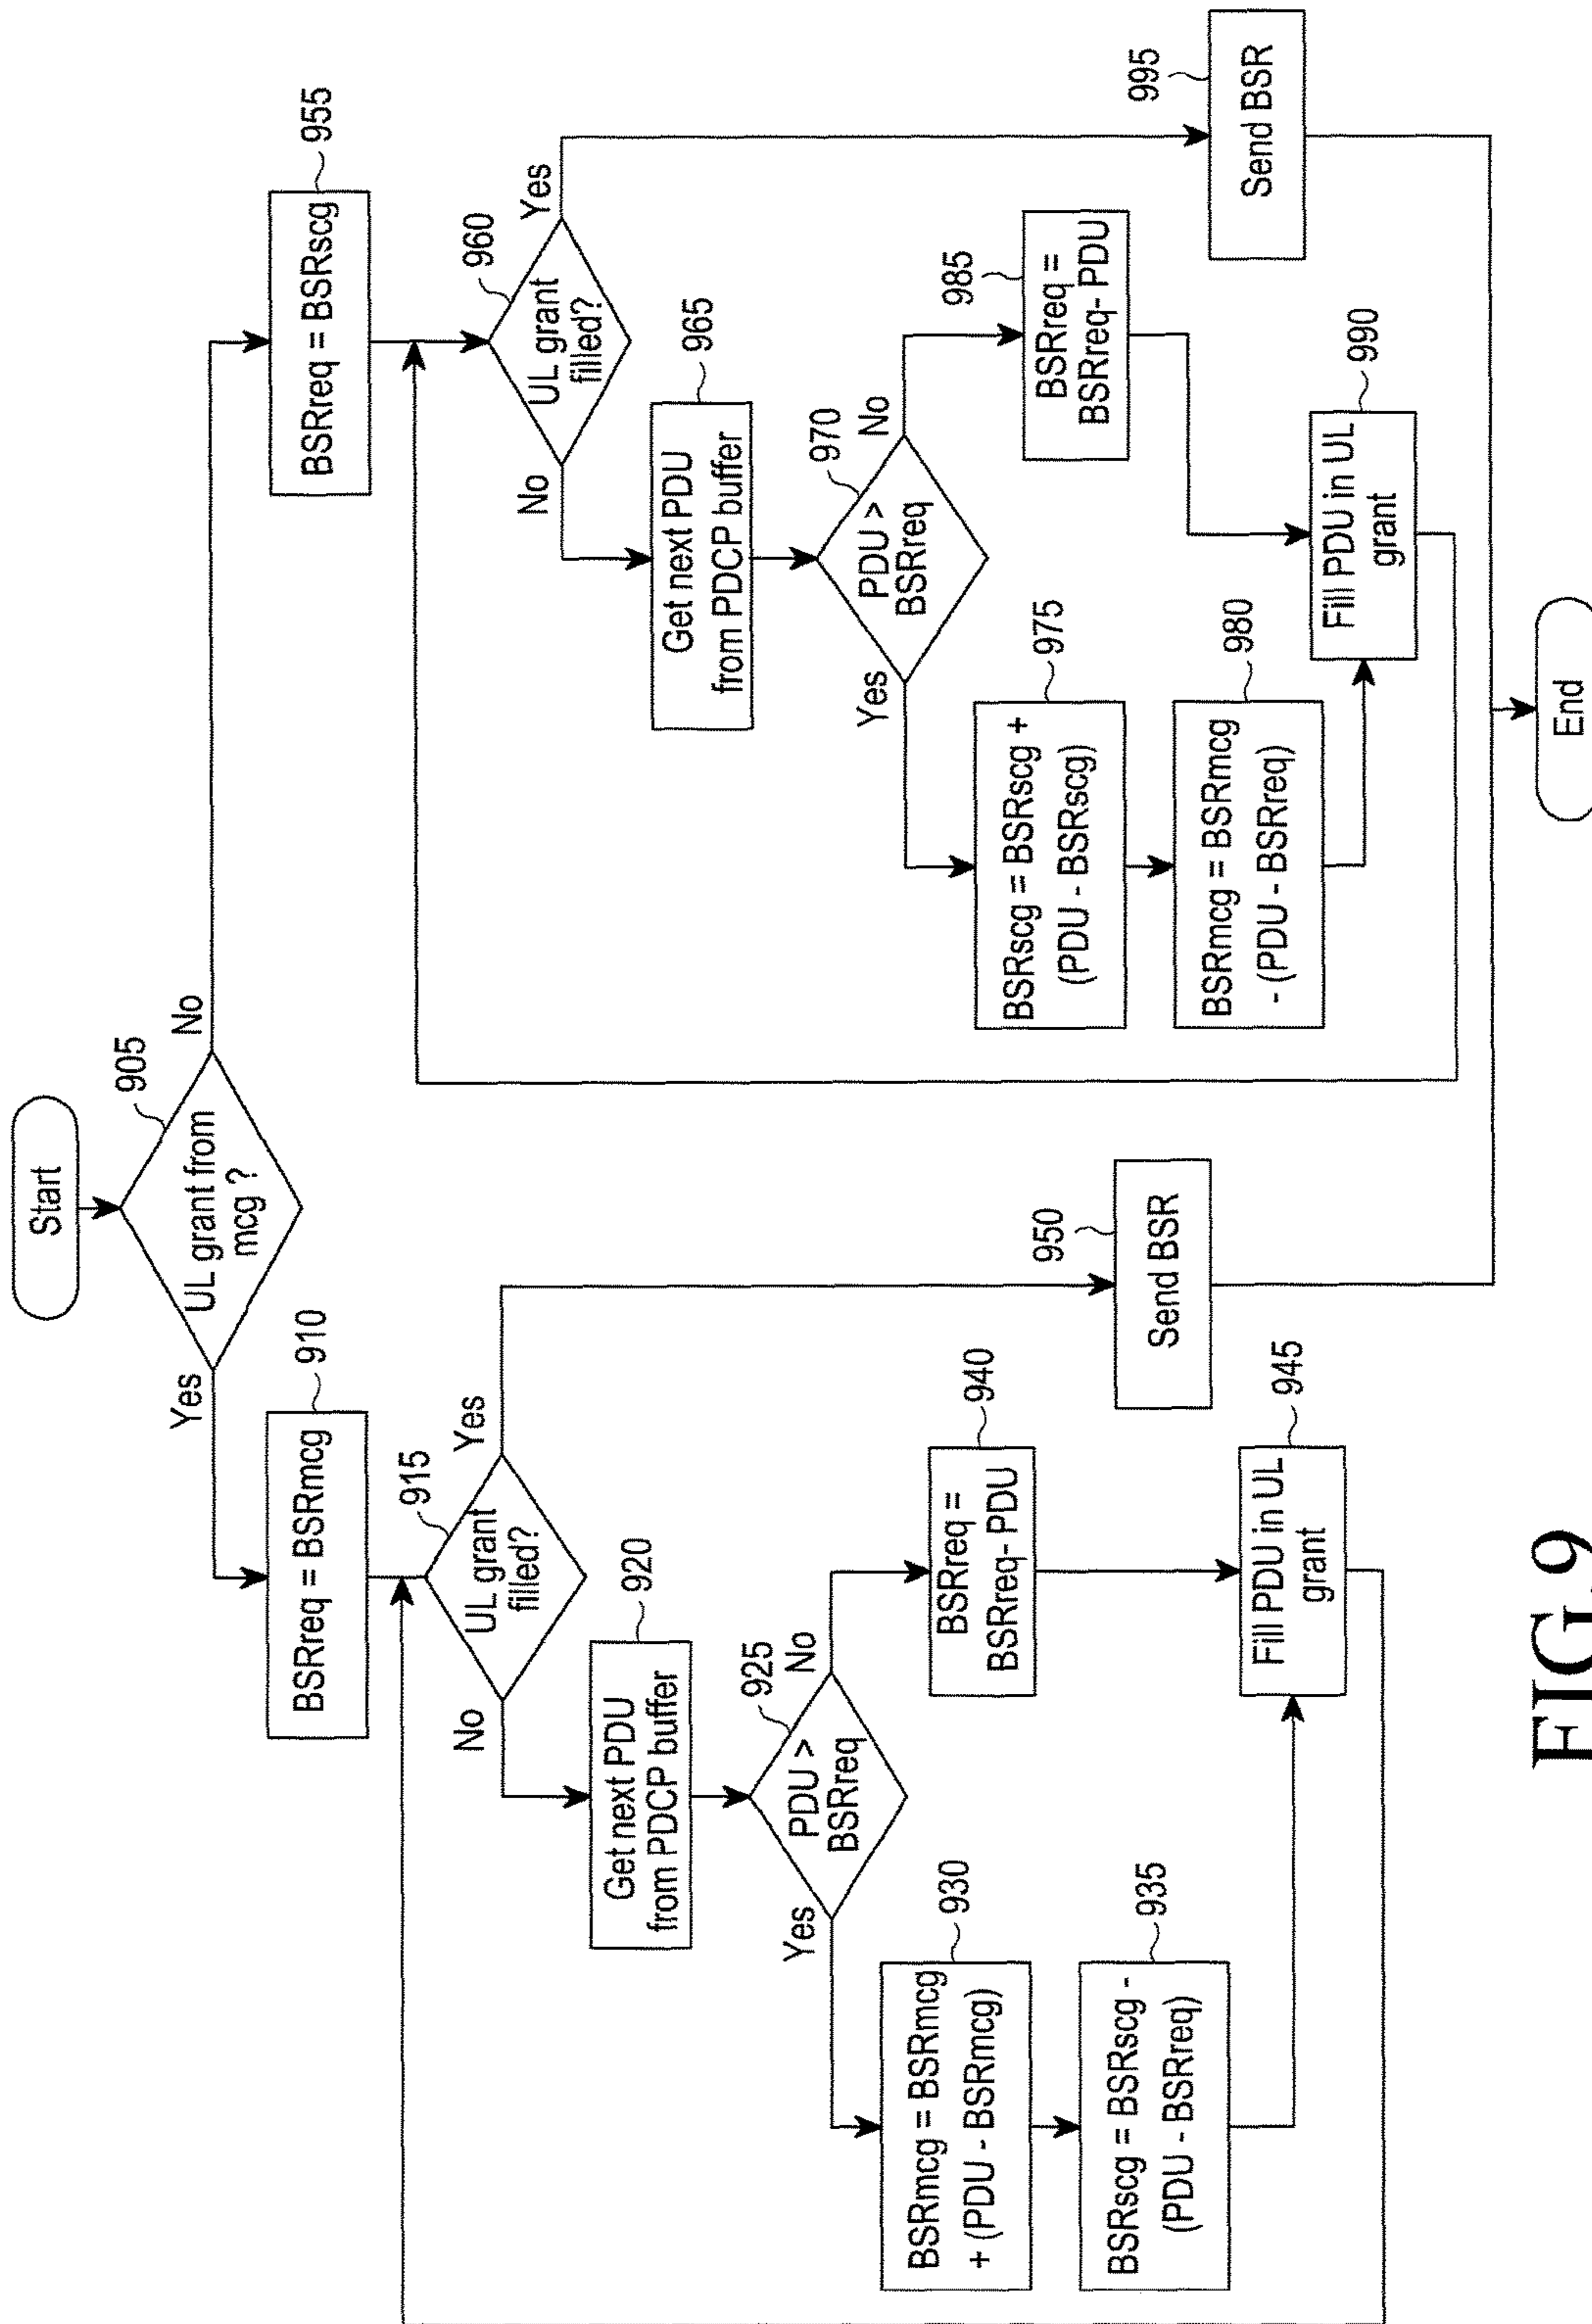 Start
905
UL grant from
mcg ?
Yes
No
910
BSRreq = BSRmcg
915
UL grant
filled?
No
Yes
920
Get next PDU
from PDCP buffer
925
PDU >
BSRreq
Yes
No
930
BSRmcg = BSRmcg
+ (PDU - BSRmcg)
935
BSRscg = BSRscg -
(PDU - BSRreq)
940
BSRreq =
BSRreq- PDU
945
Fill PDU in UL
grant
950
Send BSR
955
BSRreq = BSRscg
960
UL grant
filled?
No
Yes
965
Get next PDU
from PDCP buffer
970
PDU >
BSRreq
Yes
No
975
BSRscg = BSRscg +
(PDU - BSRscg)
980
BSRmcg = BSRmcg
- (PDU - BSRreq)
985
BSRreq =
BSRreq- PDU
990
Fill PDU in UL
grant
995
Send BSR
End
FIG.9